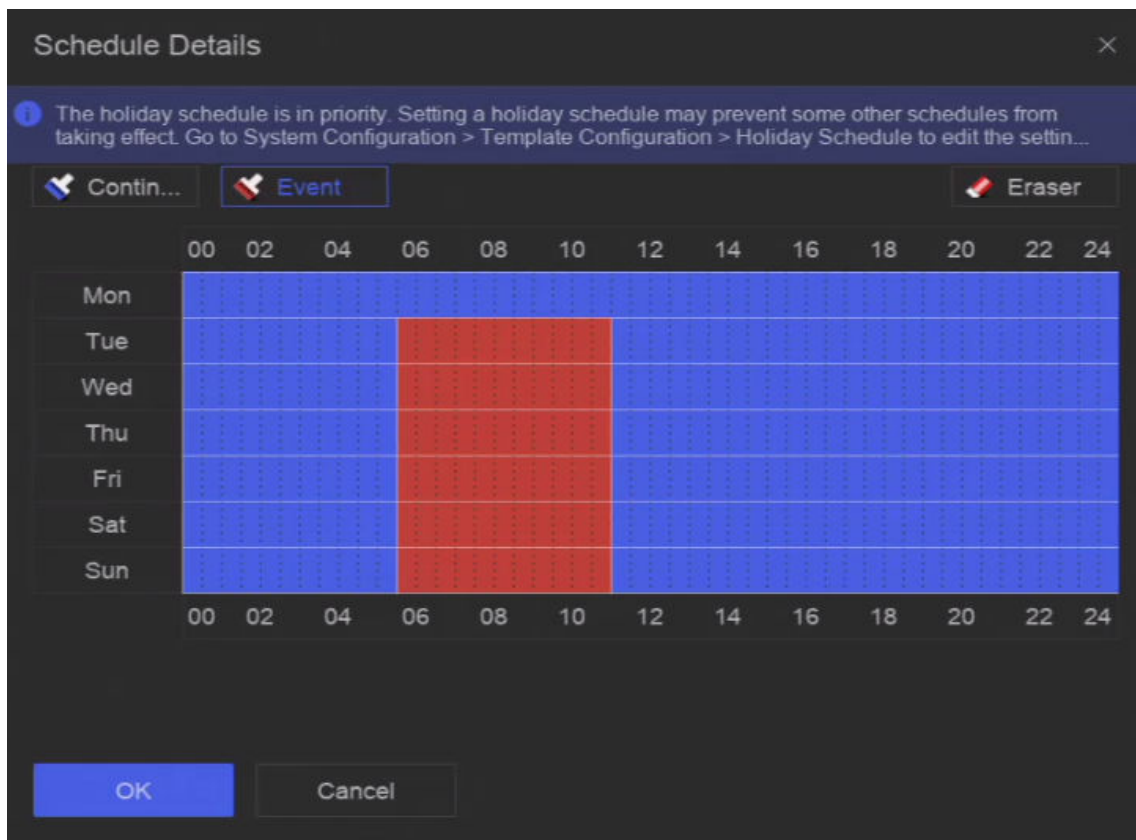 Schedule Details
The holiday schedule is in priority. Setting a holiday schedule may prevent some other schedules from
taking effect. Go to System Configuration > Template Configuration > Holiday Schedule to edit the settin...
Contin... Event Eraser
00 02 04 06 08 10 12 14 16 18 20 22 24
Mon
Tue
Wed
Thu
Fri
Sat
Sun
00 02 04 06 08 10 12 14 16 18 20 22 24
OK Cancel